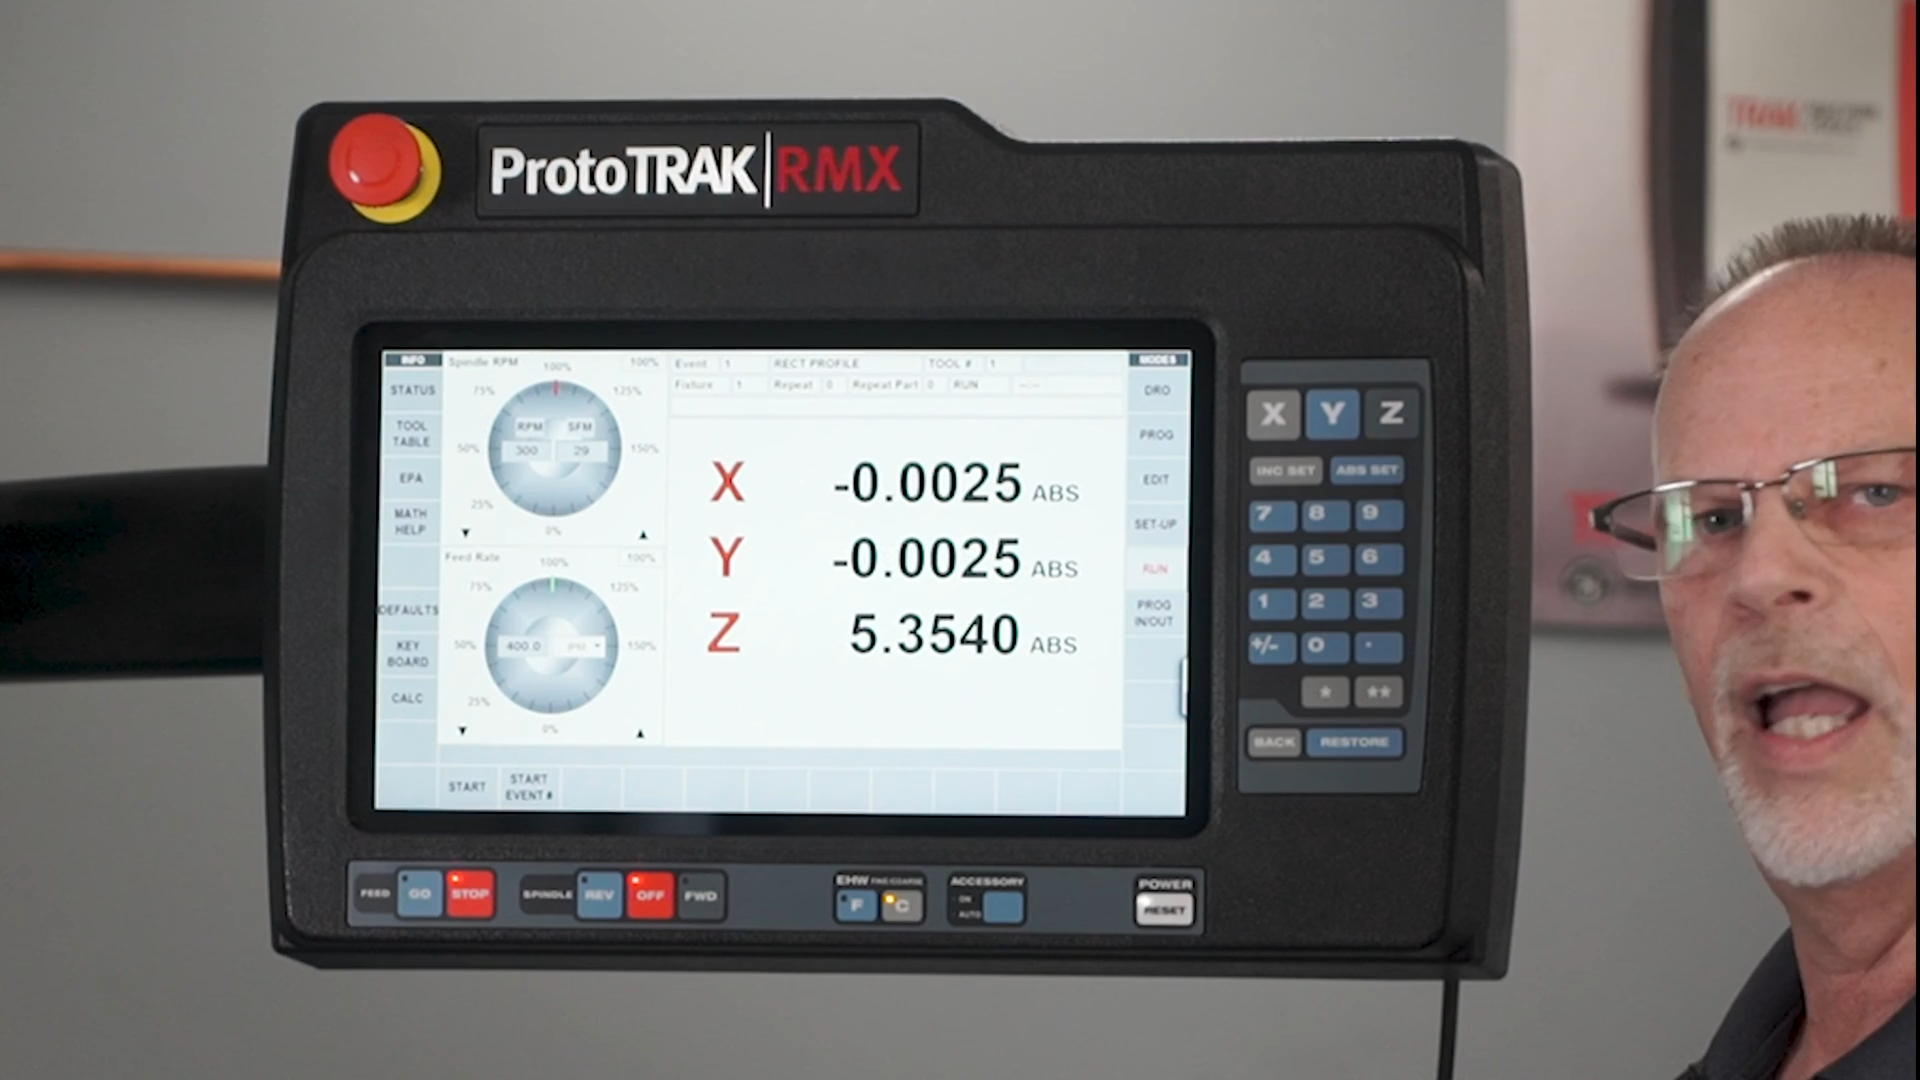 ProtoTRAK|RMX
TRAK
INFO
STATUS
TOOL
TABLE
EPA
MATH
HELP
DEFAULTS
KEY
BOARD
CALC
Spindle RPM
100%
100%
75%
125%
RPM
SFM
50%
300
29
150%
25%
0%
Feed Rate
100%
100%
75%
125%
50%
400.0
IPM
150%
25%
0%
Event 1 RECT PROFILE TOOL # 1
Fixture 1 Repeat 0 Repeat Part 0 RUN --:--
X -0.0025 ABS
Y -0.0025 ABS
Z 5.3540 ABS
START
START
EVENT #
MODES
DRO
PROG
EDIT
SET-UP
RUN
PROG
IN/OUT
X Y Z
INC SET ABS SET
7 8 9
4 5 6
1 2 3
+/- 0 .
* **
BACK RESTORE
FEED GO STOP
SPINDLE REV OFF FWD
EHW FINE/COARSE
F C
ACCESSORY
ON
AUTO
POWER
RESET